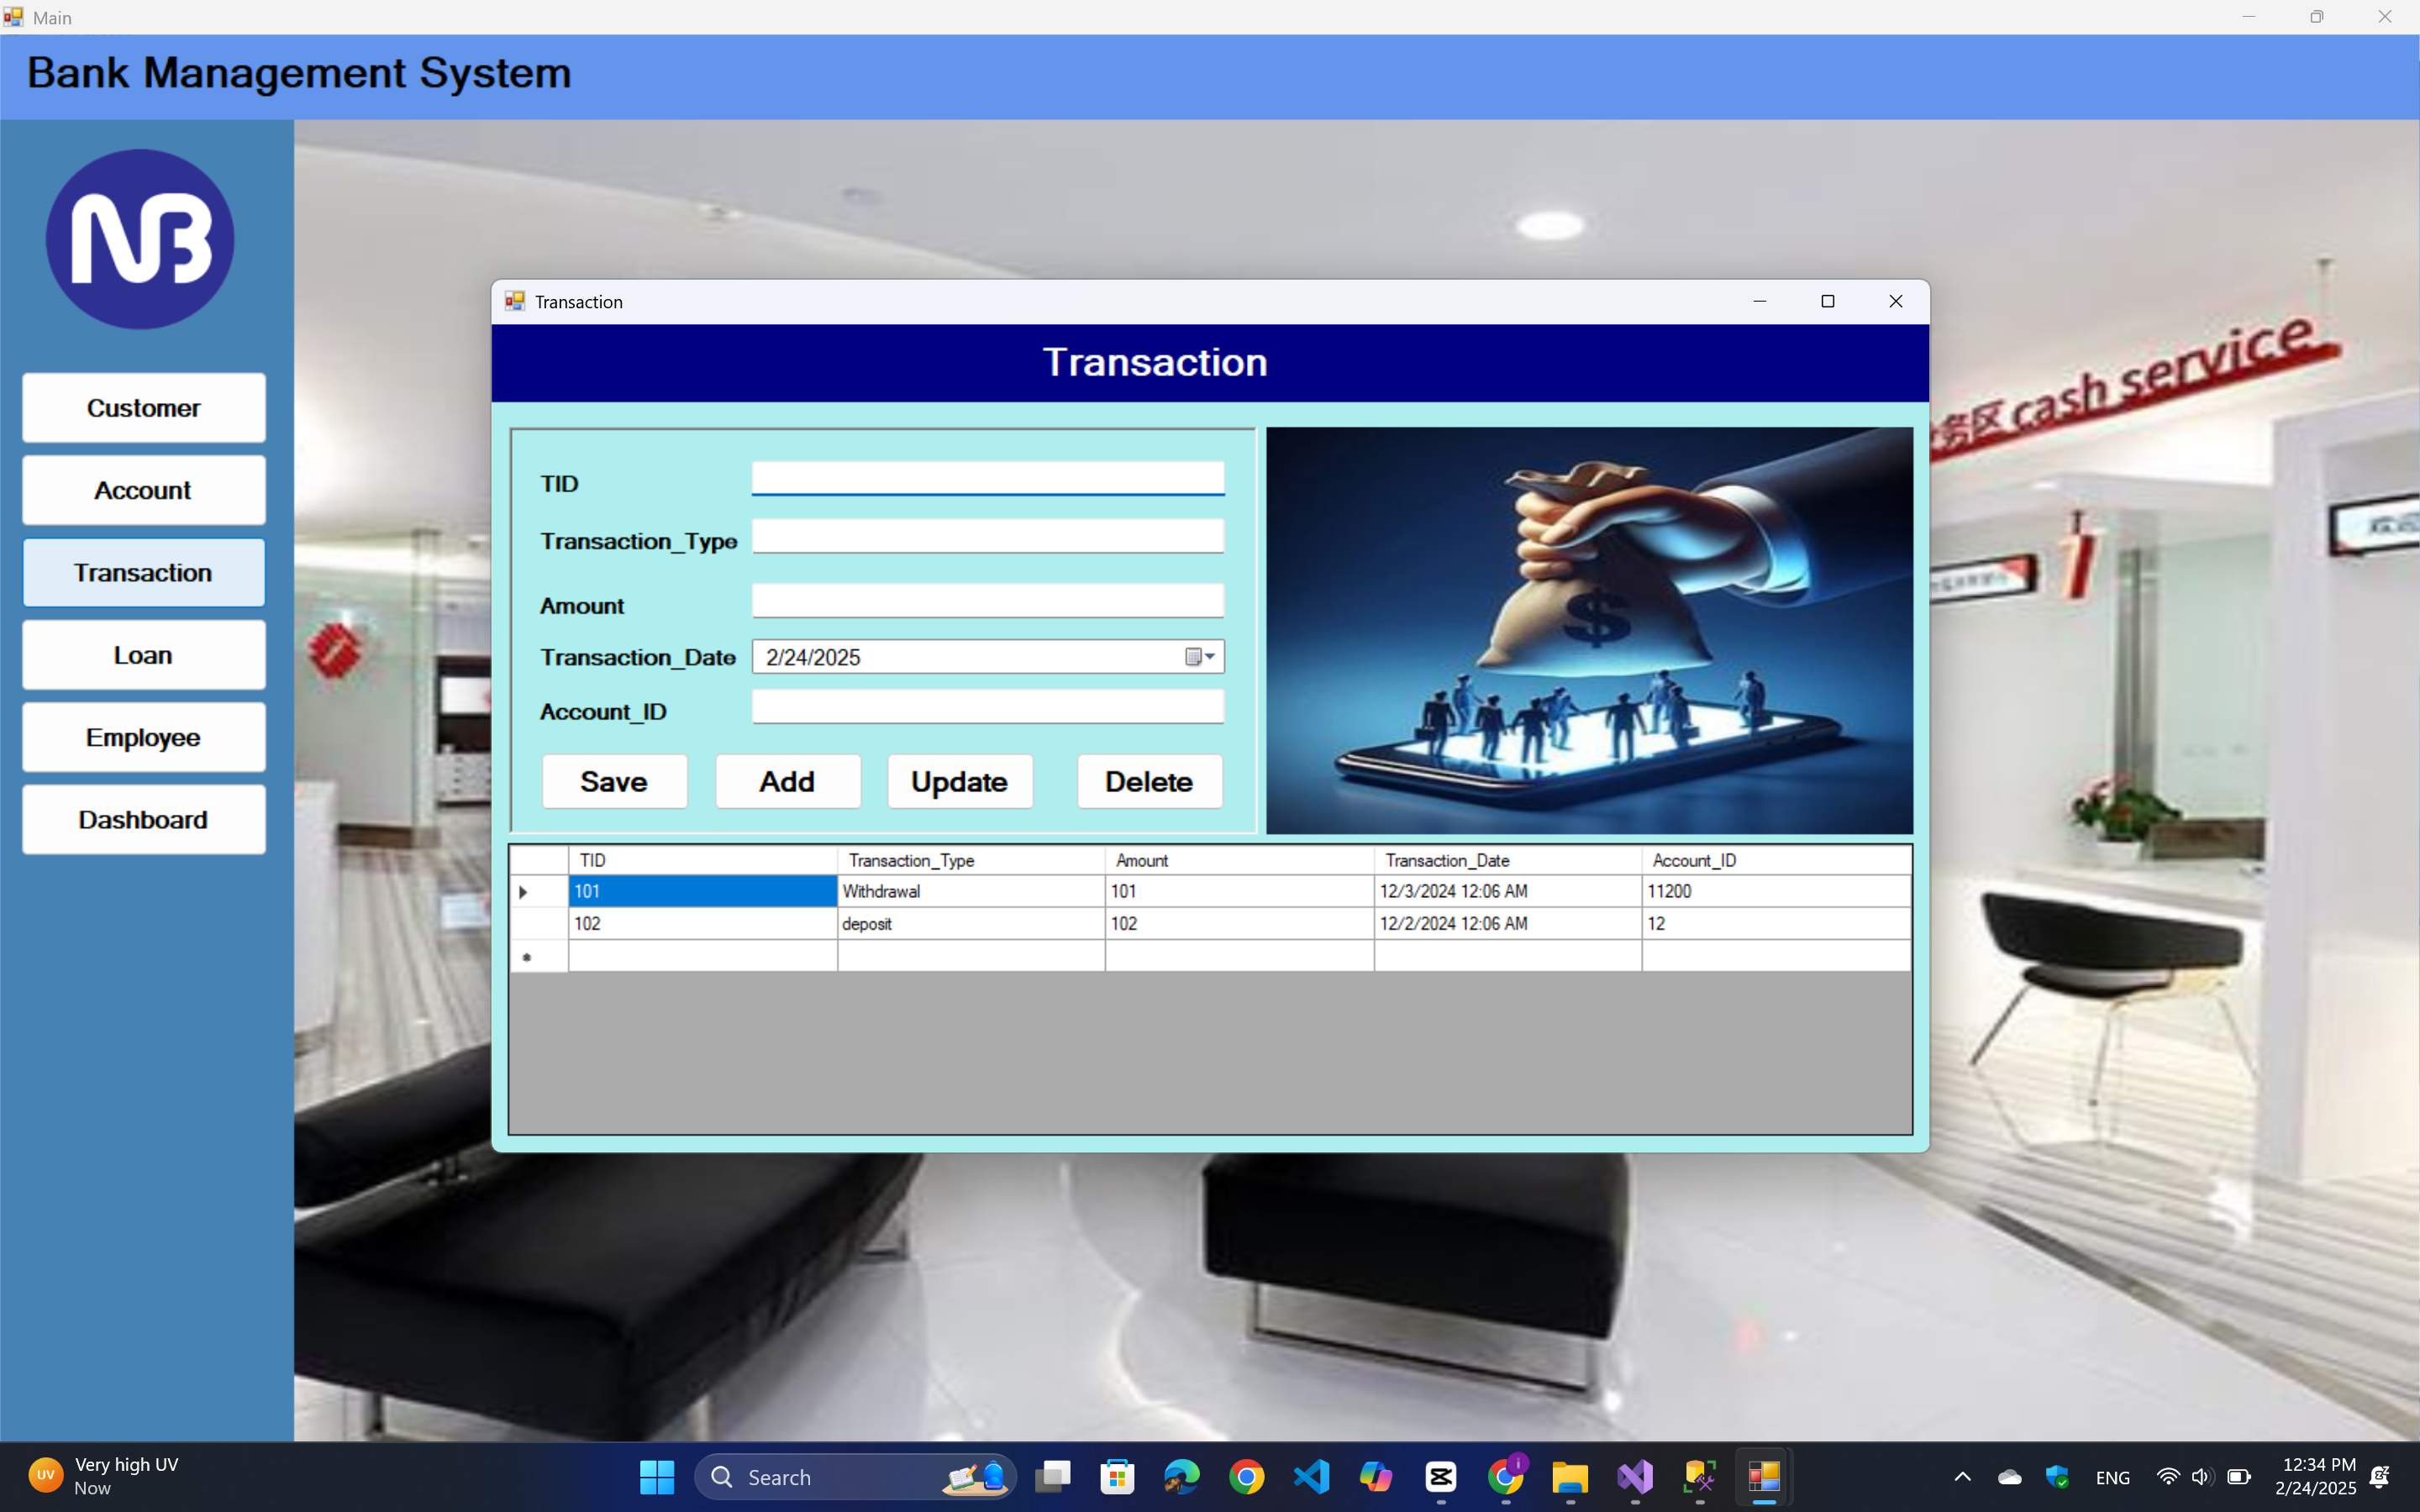 Main
Bank Management System
NB
Customer
Account
Transaction
Loan
Employee
Dashboard
cash service
Transaction
Transaction
TID
Transaction_Type
Amount
Transaction_Date 2/24/2025
Account_ID
Save Add Update Delete
$
TID Transaction_Type Amount Transaction_Date Account_ID
101 Withdrawal 101 12/3/2024 12:06 AM 11200
102 deposit 102 12/2/2024 12:06 AM 12
UV
Very high UV
Now
Search
ENG
12:34 PM
2/24/2025